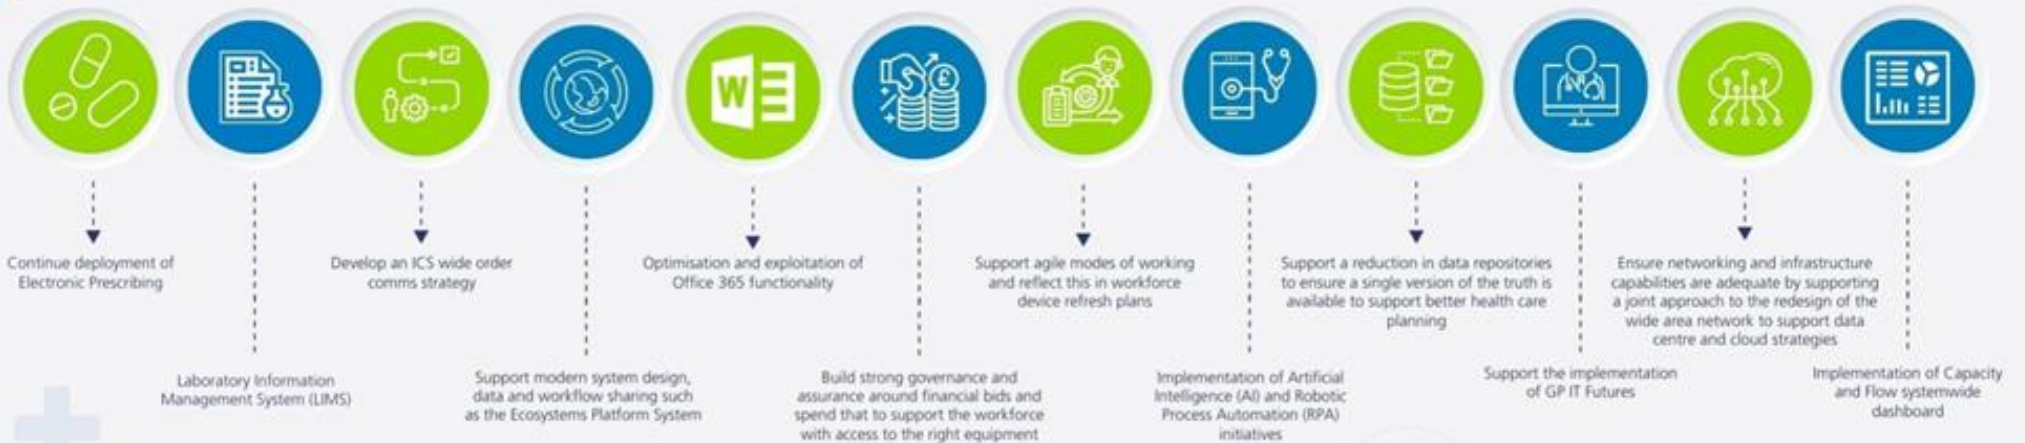 W
£
Continue deployment of
Electronic Prescribing
Laboratory Information
Management System (LIMS)
Develop an ICS wide order
comms strategy
Support modern system design,
data and workflow sharing such
as the Ecosystems Platform System
Optimisation and exploitation of
Office 365 functionality
Build strong governance and
assurance around financial bids and
spend that to support the workforce
with access to the right equipment
Support agile modes of working
and reflect this in workforce
device refresh plans
Implementation of Artificial
Intelligence (AI) and Robotic
Process Automation (RPA)
initiatives
Support a reduction in data repositories
to ensure a single version of the truth is
available to support better health care
planning
Support the implementation
of GP IT Futures
Ensure networking and infrastructure
capabilities are adequate by supporting
a joint approach to the redesign of the
wide area network to support data
centre and cloud strategies
Implementation of Capacity
and Flow systemwide
dashboard